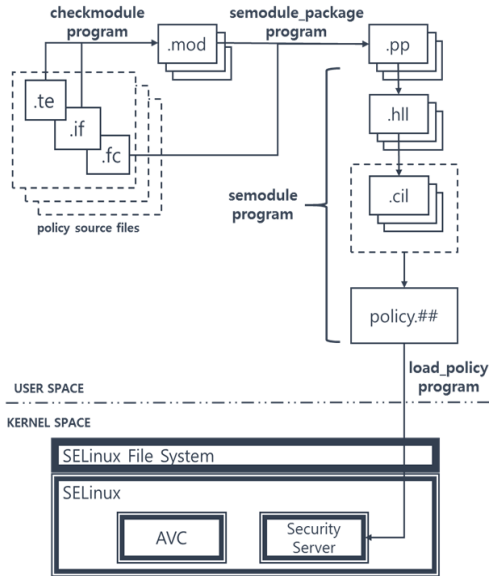 checkmodule
program
semodule_package
program
.mod
.pp
.te
.if
.fc
.hll
policy source files
semodule
program
.cil
policy.##
load_policy
program
USER SPACE
KERNEL SPACE
SELinux File System
SELinux
AVC
Security
Server